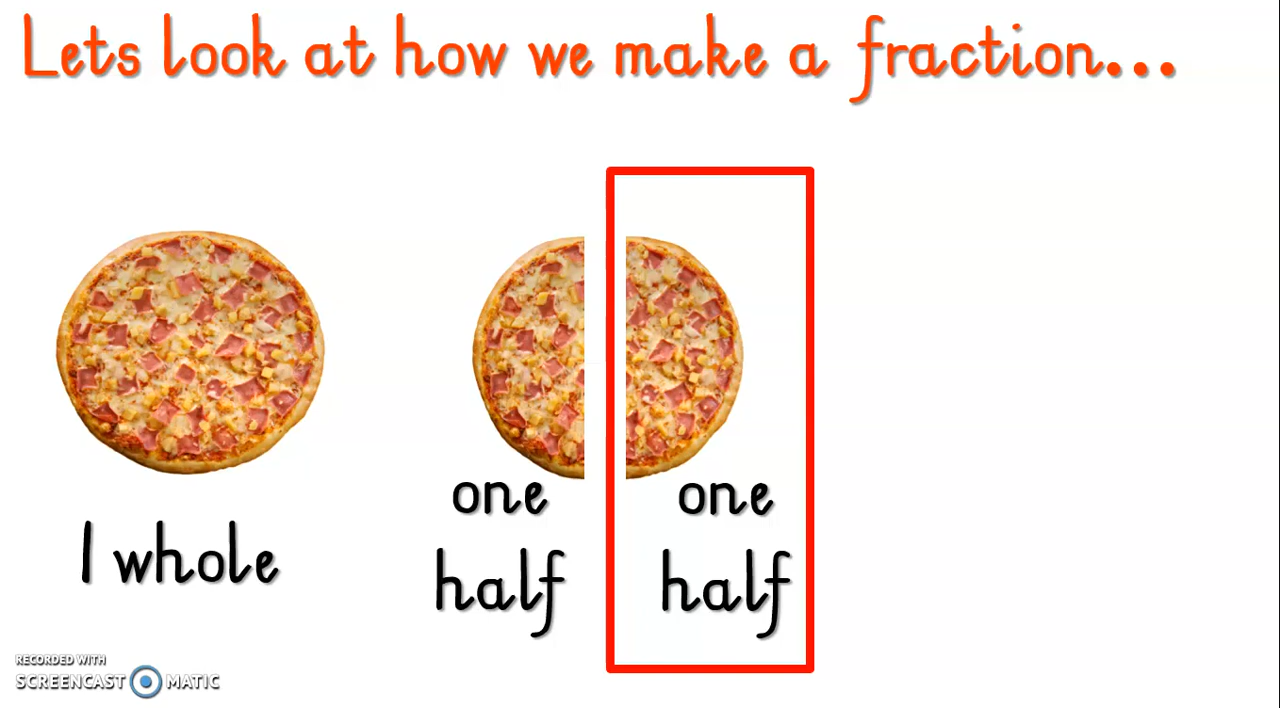 Lets look at how we make a fraction...
1 whole
one
half
one
half
RECORDED WITH
SCREENCAST MATIC